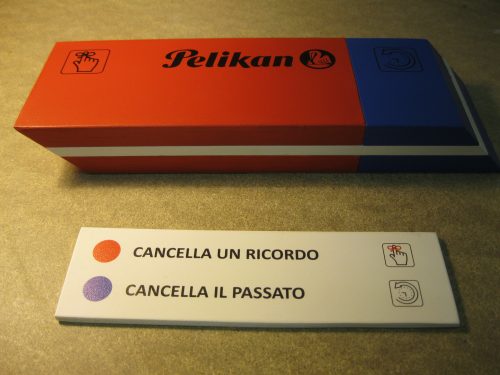 Pelikan
CANCELLA UN RICORDO
CANCELLA IL PASSATO